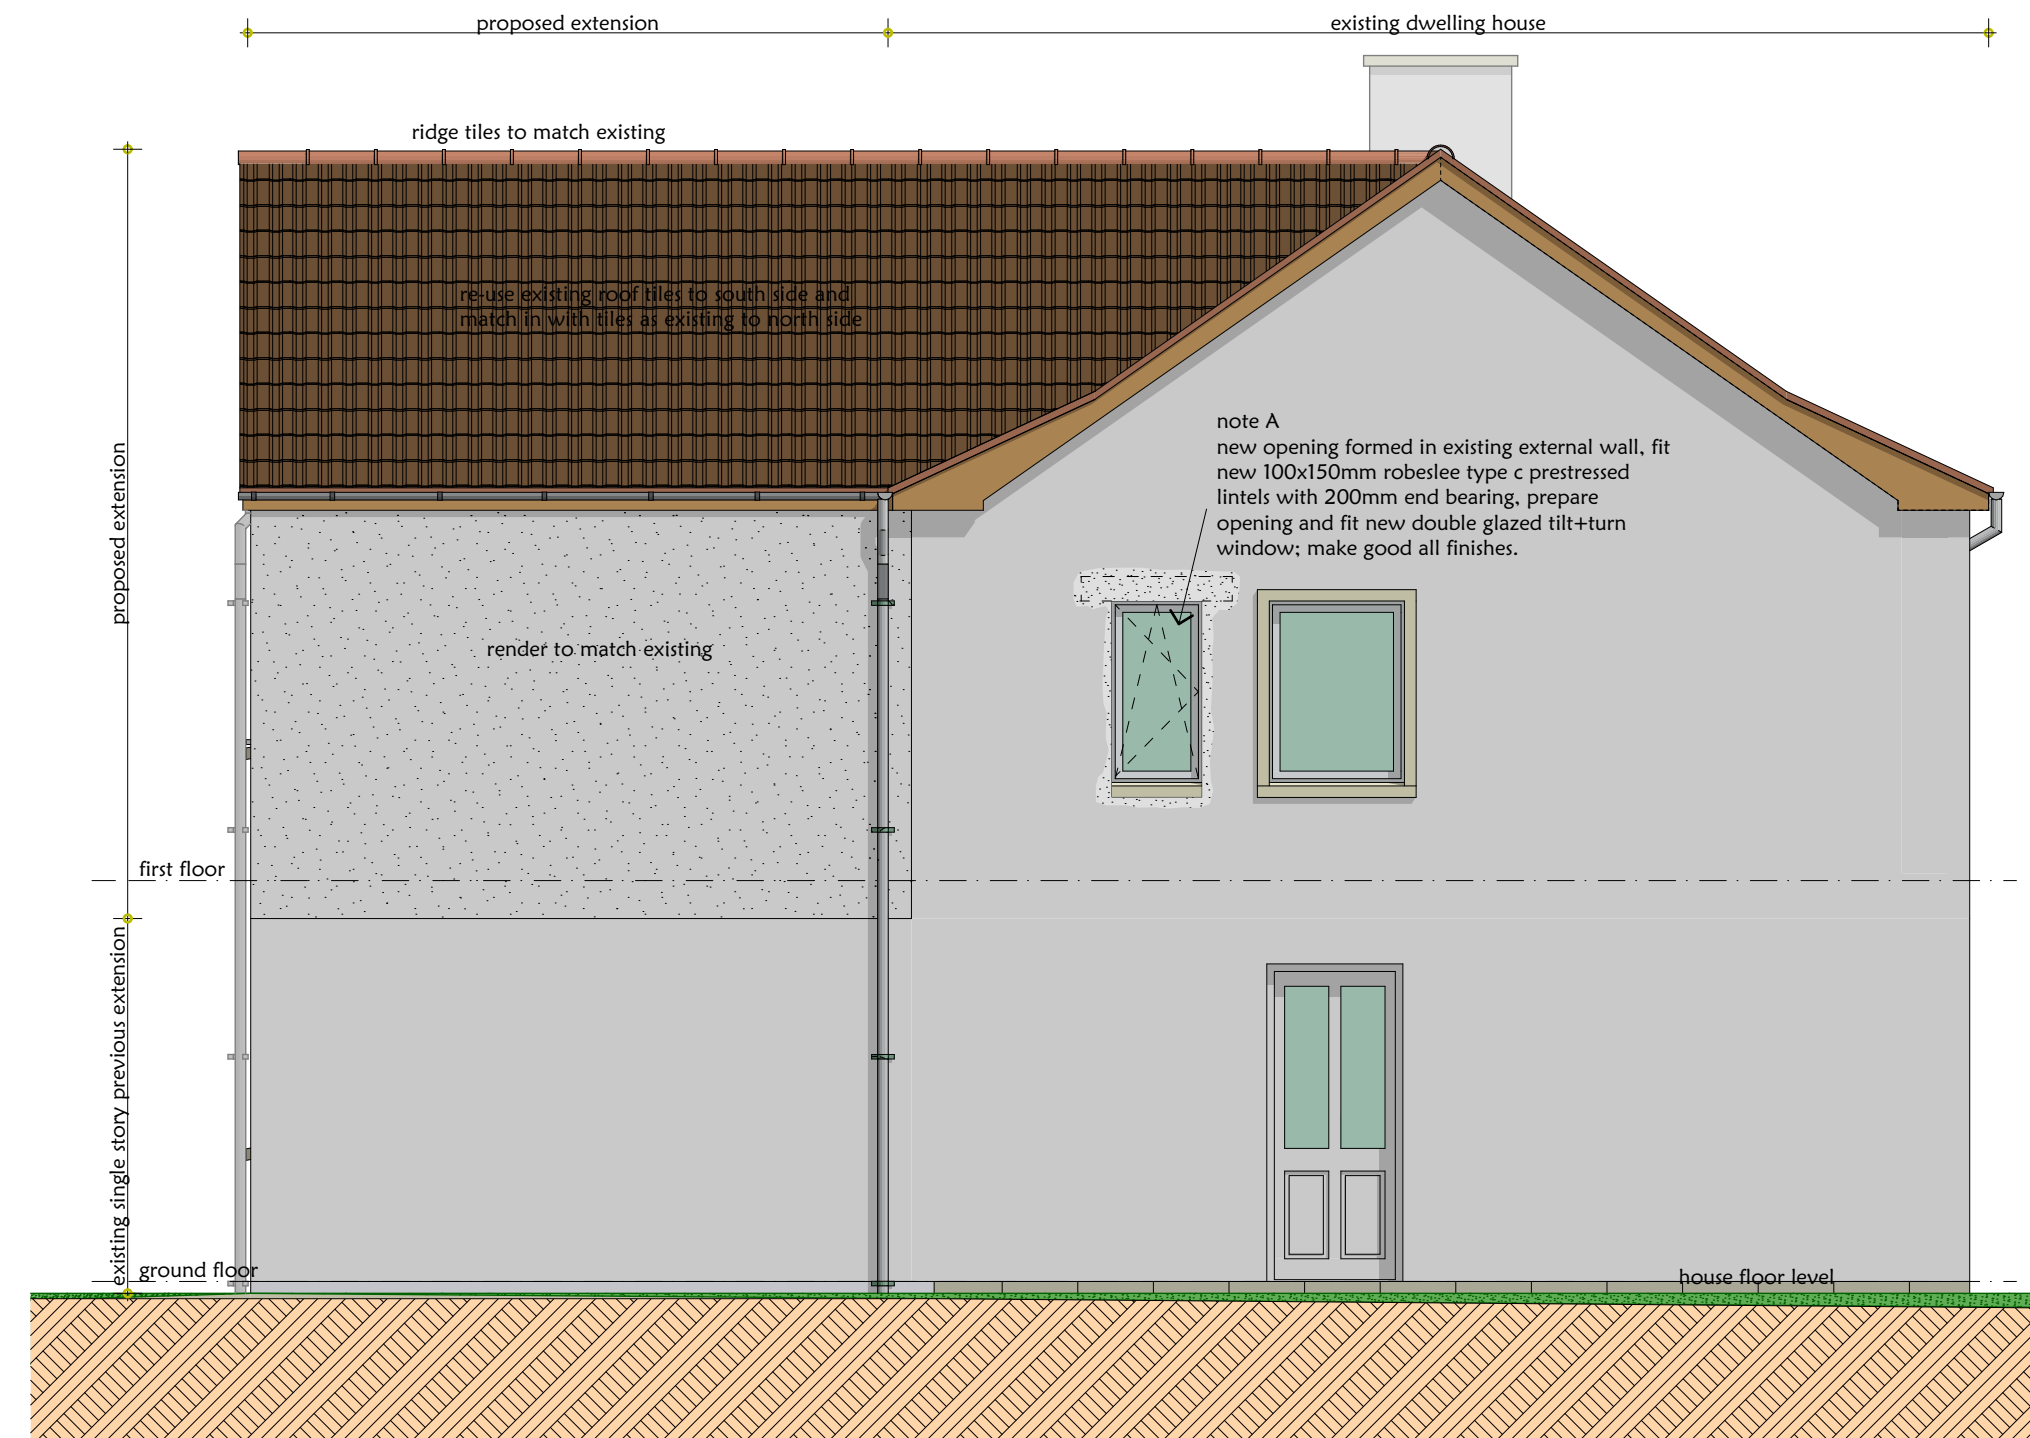 proposed extension
existing dwelling house
ridge tiles to match existing
re-use existing roof tiles to south side and
match in with tiles as existing to north side
note A
new opening formed in existing external wall, fit
new 100x150mm robeslee type c prestressed
lintels with 200mm end bearing, prepare
opening and fit new double glazed tilt+turn
window; make good all finishes.
proposed extension
render to match existing
first floor
existing single story previous extension
ground floor
house floor level